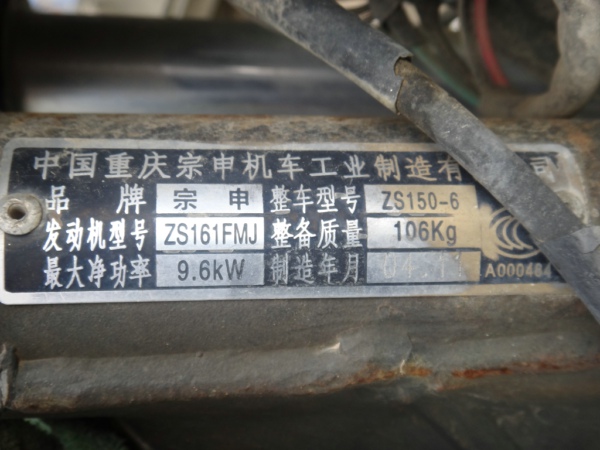 中国重庆宗申机车工业制造有 司
品牌 宗申 整车型号 ZS150-6
发动机型号 ZS161FMJ 整备质量 106Kg
最大净功率 9.6kW 制造年月 A000464